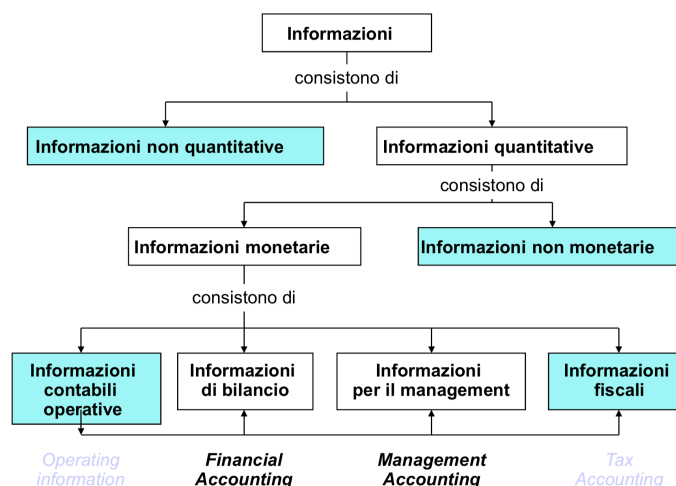 Informazioni
consistono di
Informazioni non quantitative
Informazioni quantitative
consistono di
Informazioni monetarie
Informazioni non monetarie
consistono di
Informazioni
contabili
operative
Informazioni
di bilancio
Informazioni
per il management
Informazioni
fiscali
Operating
information
Financial
Accounting
Management
Accounting
Tax
Accounting